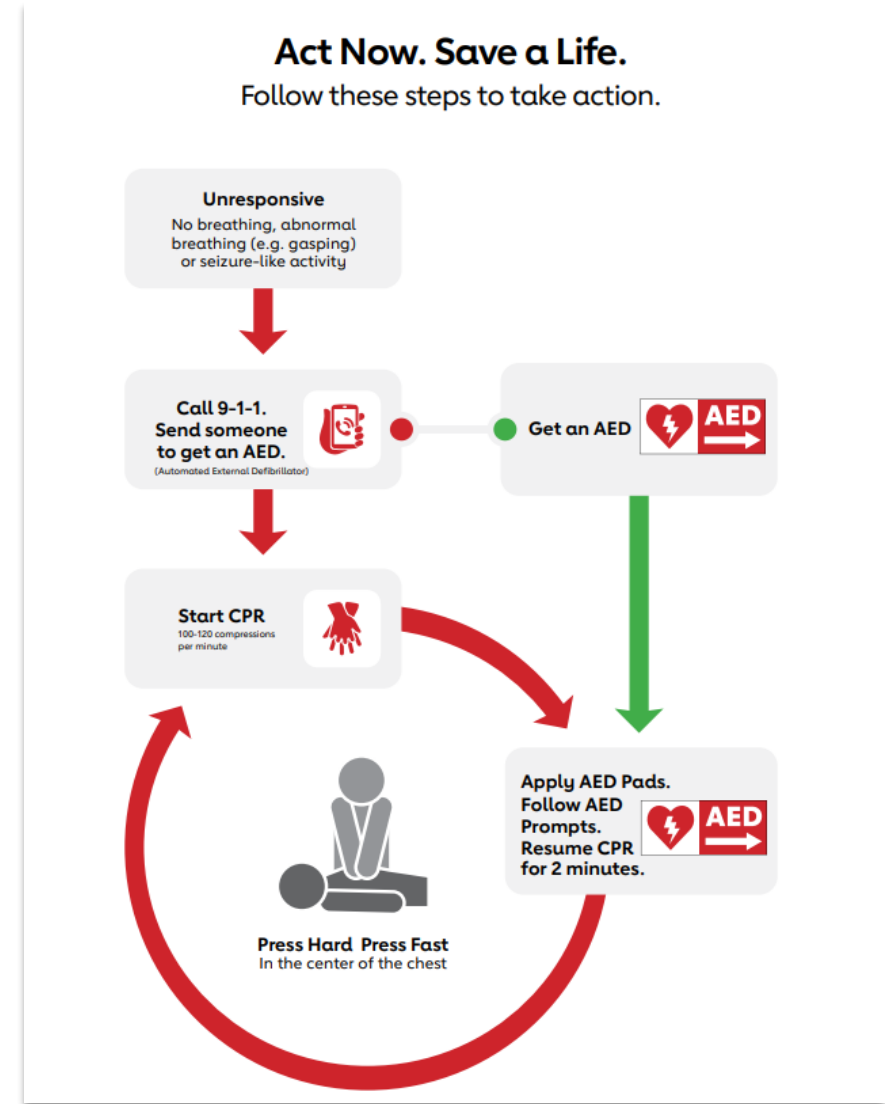 Act Now. Save a Life.
Follow these steps to take action.
Unresponsive
No breathing, abnormal
breathing (e.g. gasping)
or seizure-like activity
Call 9-1-1.
Send someone
to get an AED.
(Automated External Defibrillator)
Get an AED
AED
Start CPR
100-120 compressions
per minute
Apply AED Pads.
Follow AED
Prompts.
Resume CPR
for 2 minutes.
AED
Press Hard Press Fast
In the center of the chest